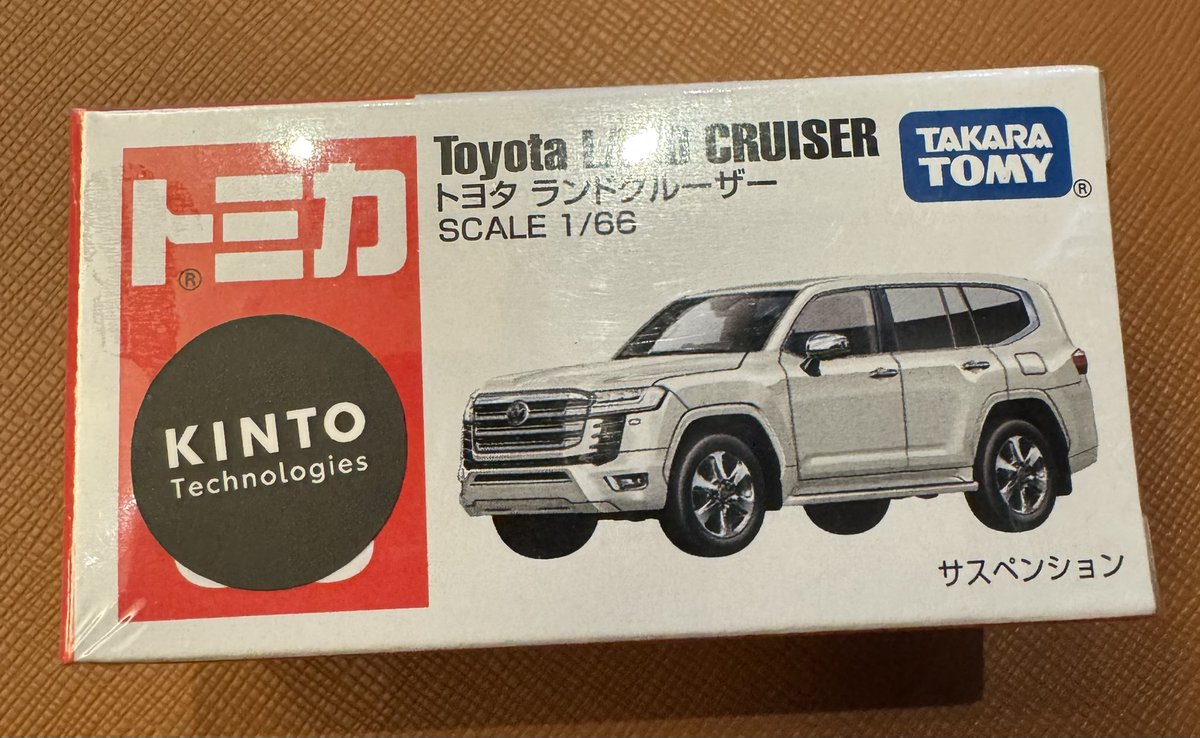 トミカ
®
KINTO
Technologies
Toyota LAND CRUISER
トヨタ ランドクルーザー
SCALE 1/66
TAKARA
TOMY
®
サスペンション